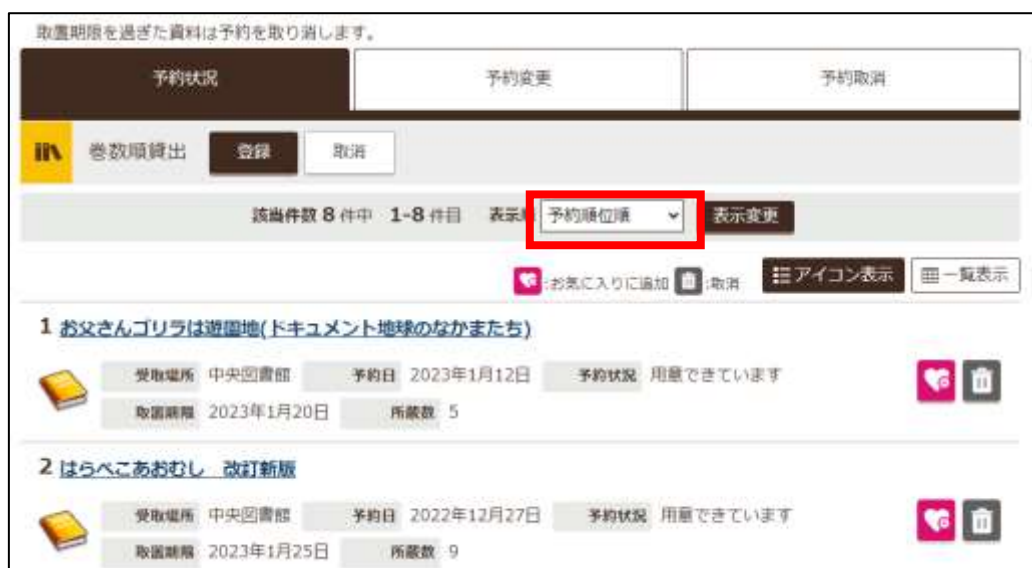 取置期限を過ぎた資料は予約を取り消します。
予約状況 予約変更 予約取消
巻数順貸出 登録 取消
該当件数 8 件中 1-8 件目 表示順 予約順位順 表示変更
:お気に入りに追加 :取消 アイコン表示 一覧表示
1 お父さんゴリラは遊園地(ドキュメント地球のなかまたち)
受取場所 中央図書館 予約日 2023年1月12日 予約状況 用意できています
取置期限 2023年1月20日 所蔵数 5
2 はらぺこあおむし 改訂新版
受取場所 中央図書館 予約日 2022年12月27日 予約状況 用意できています
取置期限 2023年1月25日 所蔵数 9